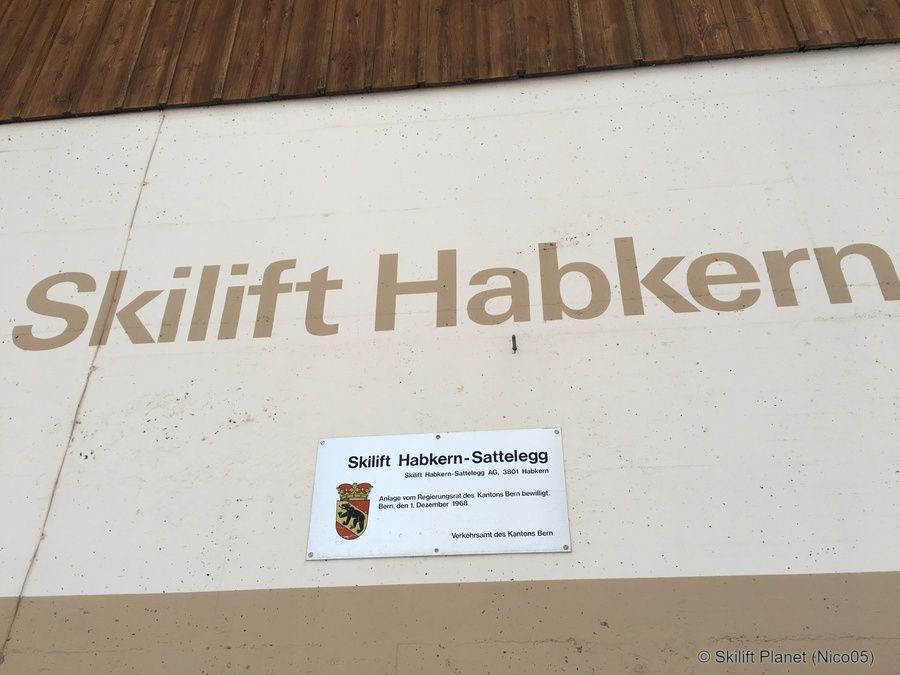 Skilift Habkern
Skilift Habkern-Sattelegg
Skilift Habkern-Sattelegg AG, 3801 Habkern
Anlage vom Regierungsrat des Kantons Bern bewilligt.
Bern, den 1. Dezember 1968
Verkehrsamt des Kantons Bern
© Skilift Planet (Nico05)